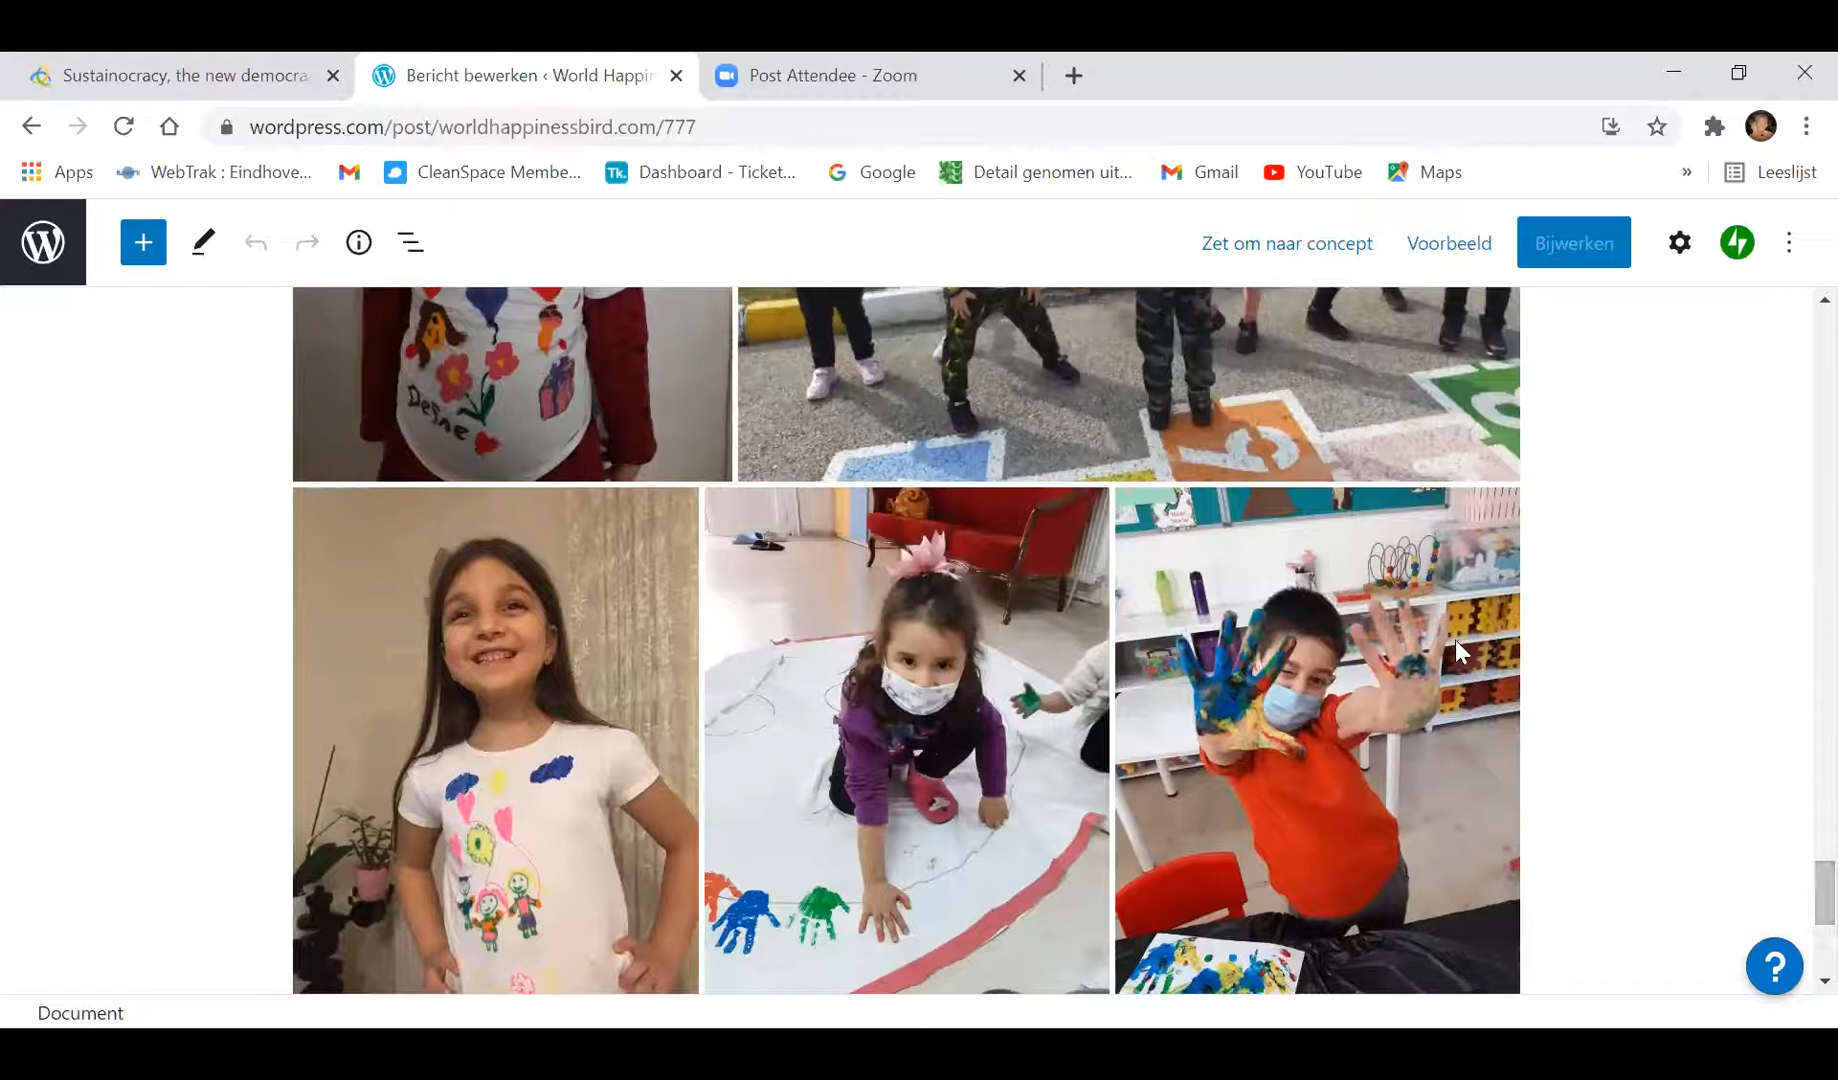 Sustainocracy, the new democra
Bericht bewerken ‹ World Happin
Post Attendee - Zoom
wordpress.com/post/worldhappinessbird.com/777
Apps
WebTrak : Eindhove...
CleanSpace Membe...
Tk.
Dashboard - Ticket...
Google
Detail genomen uit...
Gmail
YouTube
Maps
»
Leeslijst
Zet om naar concept
Voorbeeld
Bijwerken
Defne
Document